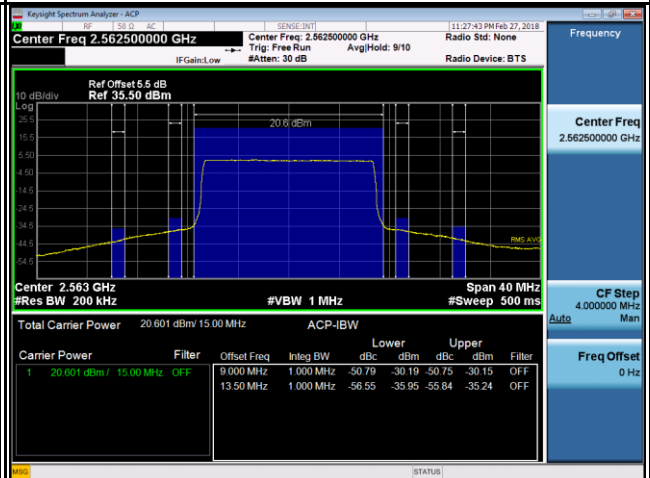 Keysight Spectrum Analyzer - ACP
RF 50 Ω AC SENSE:INT 11:27:43 PM Feb 27, 2018
Center Freq 2.562500000 GHz Center Freq: 2.562500000 GHz Radio Std: None
Trig: Free Run Avg|Hold: 9/10
IFGain:Low #Atten: 30 dB Radio Device: BTS
Frequency
Ref Offset 5.5 dB
10 dB/div Ref 35.50 dBm
Log
25.5
20.6 dBm
15.5
5.50
-4.50
-14.5
-24.5
-34.5
-44.5
RMS AVG
-54.5
Center 2.563 GHz Span 40 MHz
#Res BW 200 kHz #VBW 1 MHz #Sweep 500 ms
Total Carrier Power 20.601 dBm/ 15.00 MHz ACP-IBW
Lower Upper
Carrier Power Filter Offset Freq Integ BW dBc dBm dBc dBm Filter
1 20.601 dBm / 15.00 MHz OFF 9.000 MHz 1.000 MHz -50.79 -30.19 -50.75 -30.15 OFF
13.50 MHz 1.000 MHz -56.55 -35.95 -55.84 -35.24 OFF
Center Freq
2.562500000 GHz
CF Step
4.000000 MHz
Auto Man
Freq Offset
0 Hz
MSG STATUS